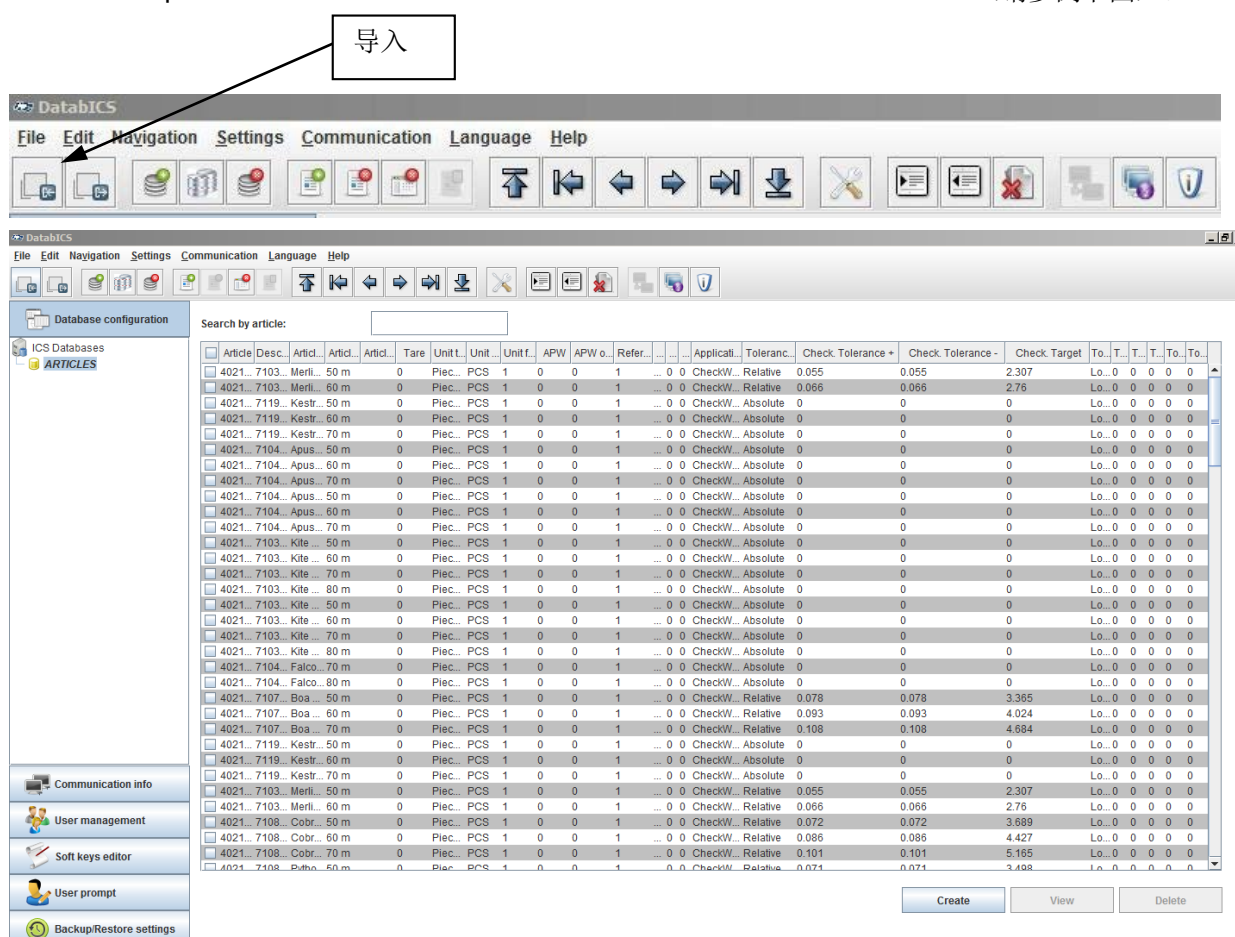 导入
DatabICS
File Edit Navigation Settings Communication Language Help
DatabICS
File Edit Navigation Settings Communication Language Help
Database configuration
Search by article:
ICS Databases
ARTICLES
Article Desc... Articl... Articl... Articl... Tare Unit t... Unit ... Unit f... APW APW o... Refer... ... ... ... Applicati... Toleranc... Check. Tolerance + Check. Tolerance - Check. Target To... T... T... T... To... To...
4021... 7103... Merli... 50 m 0 Piec... PCS 1 0 0 1 ... 0 0 CheckW... Relative 0.055 0.055 2.307 Lo... 0 0 0 0 0
4021... 7103... Merli... 60 m 0 Piec... PCS 1 0 0 1 ... 0 0 CheckW... Relative 0.066 0.066 2.76 Lo... 0 0 0 0 0
4021... 7119... Kestr... 50 m 0 Piec... PCS 1 0 0 1 ... 0 0 CheckW... Absolute 0 0 0 Lo... 0 0 0 0 0
4021... 7119... Kestr... 60 m 0 Piec... PCS 1 0 0 1 ... 0 0 CheckW... Absolute 0 0 0 Lo... 0 0 0 0 0
4021... 7119... Kestr... 70 m 0 Piec... PCS 1 0 0 1 ... 0 0 CheckW... Absolute 0 0 0 Lo... 0 0 0 0 0
4021... 7104... Apus... 50 m 0 Piec... PCS 1 0 0 1 ... 0 0 CheckW... Absolute 0 0 0 Lo... 0 0 0 0 0
4021... 7104... Apus... 60 m 0 Piec... PCS 1 0 0 1 ... 0 0 CheckW... Absolute 0 0 0 Lo... 0 0 0 0 0
4021... 7104... Apus... 70 m 0 Piec... PCS 1 0 0 1 ... 0 0 CheckW... Absolute 0 0 0 Lo... 0 0 0 0 0
4021... 7104... Apus... 50 m 0 Piec... PCS 1 0 0 1 ... 0 0 CheckW... Absolute 0 0 0 Lo... 0 0 0 0 0
4021... 7104... Apus... 60 m 0 Piec... PCS 1 0 0 1 ... 0 0 CheckW... Absolute 0 0 0 Lo... 0 0 0 0 0
4021... 7104... Apus... 70 m 0 Piec... PCS 1 0 0 1 ... 0 0 CheckW... Absolute 0 0 0 Lo... 0 0 0 0 0
4021... 7103... Kite ... 50 m 0 Piec... PCS 1 0 0 1 ... 0 0 CheckW... Absolute 0 0 0 Lo... 0 0 0 0 0
4021... 7103... Kite ... 60 m 0 Piec... PCS 1 0 0 1 ... 0 0 CheckW... Absolute 0 0 0 Lo... 0 0 0 0 0
4021... 7103... Kite ... 70 m 0 Piec... PCS 1 0 0 1 ... 0 0 CheckW... Absolute 0 0 0 Lo... 0 0 0 0 0
4021... 7103... Kite ... 80 m 0 Piec... PCS 1 0 0 1 ... 0 0 CheckW... Absolute 0 0 0 Lo... 0 0 0 0 0
4021... 7103... Kite ... 50 m 0 Piec... PCS 1 0 0 1 ... 0 0 CheckW... Absolute 0 0 0 Lo... 0 0 0 0 0
4021... 7103... Kite ... 60 m 0 Piec... PCS 1 0 0 1 ... 0 0 CheckW... Absolute 0 0 0 Lo... 0 0 0 0 0
4021... 7103... Kite ... 70 m 0 Piec... PCS 1 0 0 1 ... 0 0 CheckW... Absolute 0 0 0 Lo... 0 0 0 0 0
4021... 7103... Kite ... 80 m 0 Piec... PCS 1 0 0 1 ... 0 0 CheckW... Absolute 0 0 0 Lo... 0 0 0 0 0
4021... 7104... Falco... 70 m 0 Piec... PCS 1 0 0 1 ... 0 0 CheckW... Absolute 0 0 0 Lo... 0 0 0 0 0
4021... 7104... Falco... 80 m 0 Piec... PCS 1 0 0 1 ... 0 0 CheckW... Absolute 0 0 0 Lo... 0 0 0 0 0
4021... 7107... Boa ... 50 m 0 Piec... PCS 1 0 0 1 ... 0 0 CheckW... Relative 0.078 0.078 3.365 Lo... 0 0 0 0 0
4021... 7107... Boa ... 60 m 0 Piec... PCS 1 0 0 1 ... 0 0 CheckW... Relative 0.093 0.093 4.024 Lo... 0 0 0 0 0
4021... 7107... Boa ... 70 m 0 Piec... PCS 1 0 0 1 ... 0 0 CheckW... Relative 0.108 0.108 4.684 Lo... 0 0 0 0 0
4021... 7119... Kestr... 50 m 0 Piec... PCS 1 0 0 1 ... 0 0 CheckW... Absolute 0 0 0 Lo... 0 0 0 0 0
4021... 7119... Kestr... 60 m 0 Piec... PCS 1 0 0 1 ... 0 0 CheckW... Absolute 0 0 0 Lo... 0 0 0 0 0
4021... 7119... Kestr... 70 m 0 Piec... PCS 1 0 0 1 ... 0 0 CheckW... Absolute 0 0 0 Lo... 0 0 0 0 0
4021... 7103... Merli... 50 m 0 Piec... PCS 1 0 0 1 ... 0 0 CheckW... Relative 0.055 0.055 2.307 Lo... 0 0 0 0 0
4021... 7103... Merli... 60 m 0 Piec... PCS 1 0 0 1 ... 0 0 CheckW... Relative 0.066 0.066 2.76 Lo... 0 0 0 0 0
4021... 7108... Cobr... 50 m 0 Piec... PCS 1 0 0 1 ... 0 0 CheckW... Relative 0.072 0.072 3.689 Lo... 0 0 0 0 0
4021... 7108... Cobr... 60 m 0 Piec... PCS 1 0 0 1 ... 0 0 CheckW... Relative 0.086 0.086 4.427 Lo... 0 0 0 0 0
4021... 7108... Cobr... 70 m 0 Piec... PCS 1 0 0 1 ... 0 0 CheckW... Relative 0.101 0.101 5.165 Lo... 0 0 0 0 0
4021... 7108... Pytho... 50 m 0 Piec... PCS 1 0 0 1 ... 0 0 CheckW... Relative 0.071 0.071 3.498 Lo... 0 0 0 0 0
Communication info
User management
Soft keys editor
User prompt
Backup/Restore settings
Create View Delete